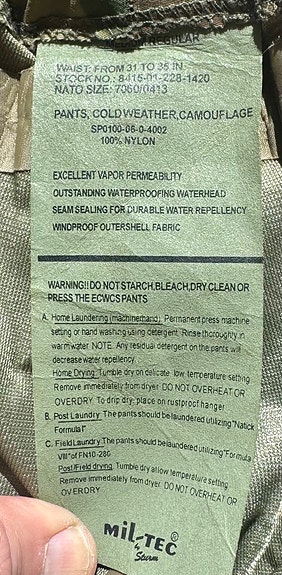 REGULAR
WAIST: FROM 31 TO 35 IN
STOCK NO.: 8415-01-228-1420
NATO SIZE: 7060/0413
PANTS, COLD WEATHER, CAMOUFLAGE
SP0100-06-0-4002
100% NYLON
EXCELLENT VAPOR PERMEABILITY
OUTSTANDING WATERPROOFING WATERHEAD
SEAM SEALING FOR DURABLE WATER REPELLENCY
WINDPROOF OUTERSHELL FABRIC
WARNING!! DO NOT STARCH, BLEACH, DRY CLEAN OR
PRESS THE ECWCS PANTS
A. Home Laundering (machine/hand). Permanent press machine
setting or hand washing using detergent. Rinse thoroughly in
warm water. NOTE: Any residual detergent on the pants will
decrease water repellency.
Home Drying: Tumble dry on delicate low, temperature setting
Remove immediately from dryer. DO NOT OVERHEAT OR
OVERDRY. To drip dry, place on rustproof hanger
B. Post Laundry: The pants should be laundered utilizing "Natick
Formula I"
C. Field Laundry: The pants should be laundered utilizing "Formula
VIII" of FN10-280
Post/Field drying. Tumble dry allow temperature setting
Remove immediately from dryer. DO NOT OVERHEAT OR
OVERDRY
MIL-TEC®
by Sturm